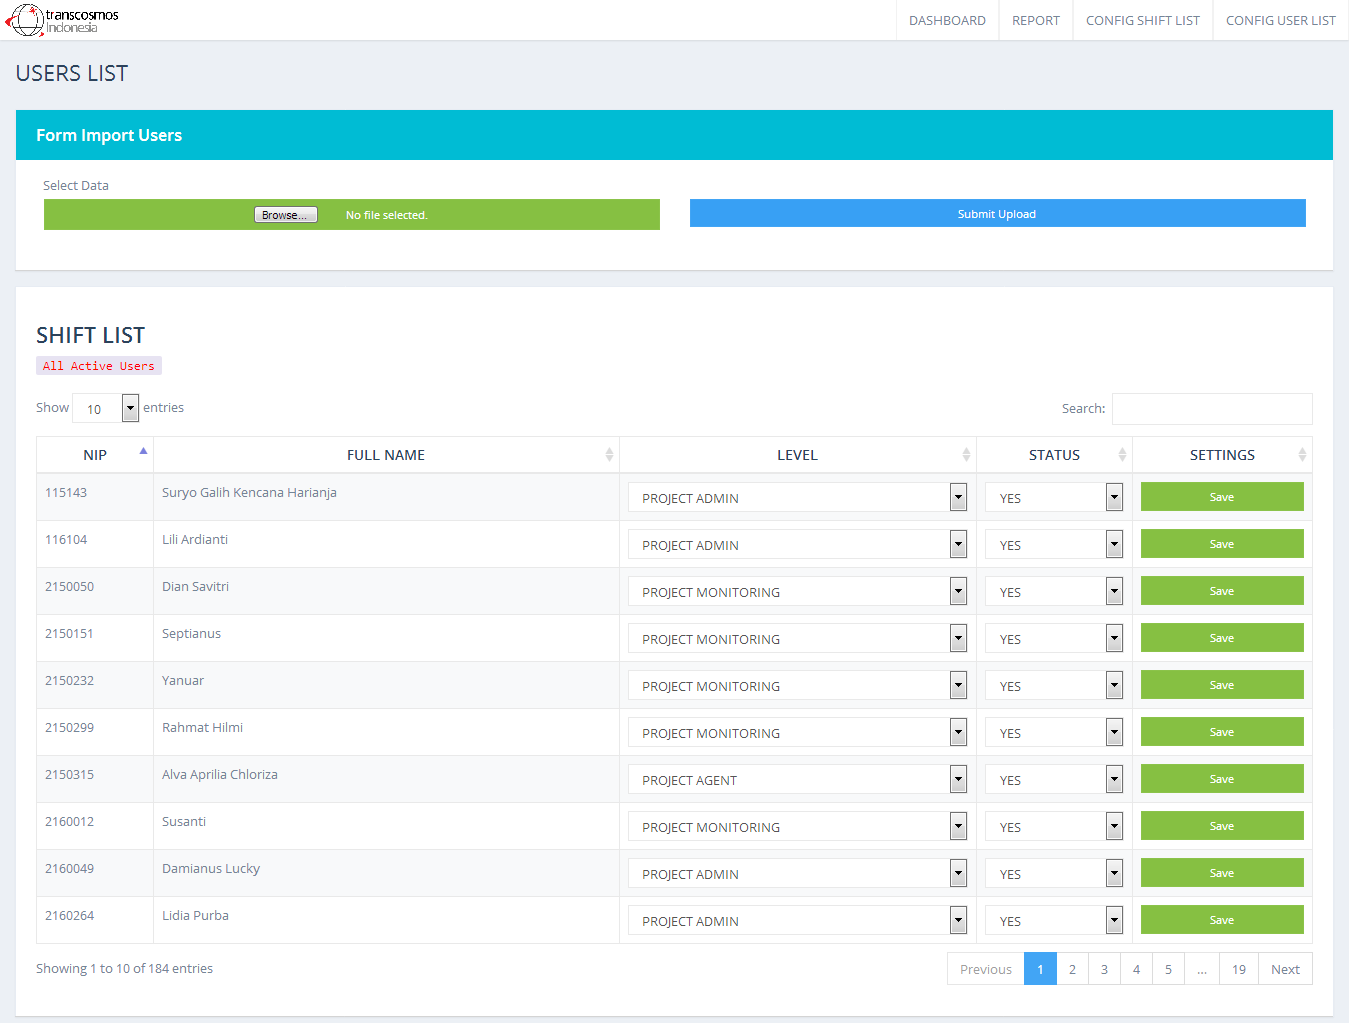 transcosmos
Indonesia
DASHBOARD REPORT CONFIG SHIFT LIST CONFIG USER LIST
USERS LIST
Form Import Users
Select Data
Browse... No file selected. Submit Upload
SHIFT LIST
All Active Users
Show 10 entries Search:
NIP FULL NAME LEVEL STATUS SETTINGS
115143 Suryo Galih Kencana Harianja PROJECT ADMIN YES Save
116104 Lili Ardianti PROJECT ADMIN YES Save
2150050 Dian Savitri PROJECT MONITORING YES Save
2150151 Septianus PROJECT MONITORING YES Save
2150232 Yanuar PROJECT MONITORING YES Save
2150299 Rahmat Hilmi PROJECT MONITORING YES Save
2150315 Alva Aprilia Chloriza PROJECT AGENT YES Save
2160012 Susanti PROJECT MONITORING YES Save
2160049 Damianus Lucky PROJECT ADMIN YES Save
2160264 Lidia Purba PROJECT ADMIN YES Save
Showing 1 to 10 of 184 entries Previous 1 2 3 4 5 ... 19 Next